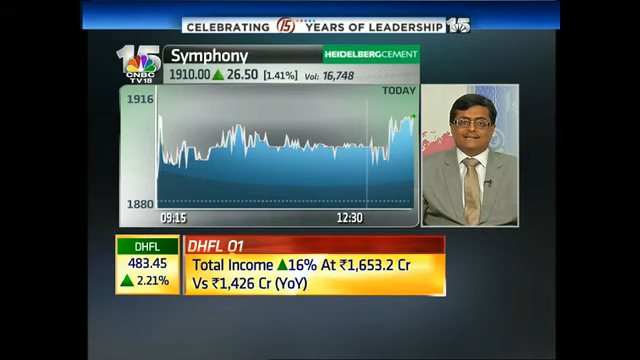 CELEBRATING 15 YEARS OF LEADERSHIP 15
15
CNBC
TV18
Symphony
HEIDELBERGCEMENT
1910.00 ▲ 26.50 [1.41%] Vol: 16,748
TODAY
1916
1880
09:15
12:30
DHFL
483.45
▲ 2.21%
DHFL Q1
Total Income ▲16% At ₹1,653.2 Cr
Vs ₹1,426 Cr (YoY)